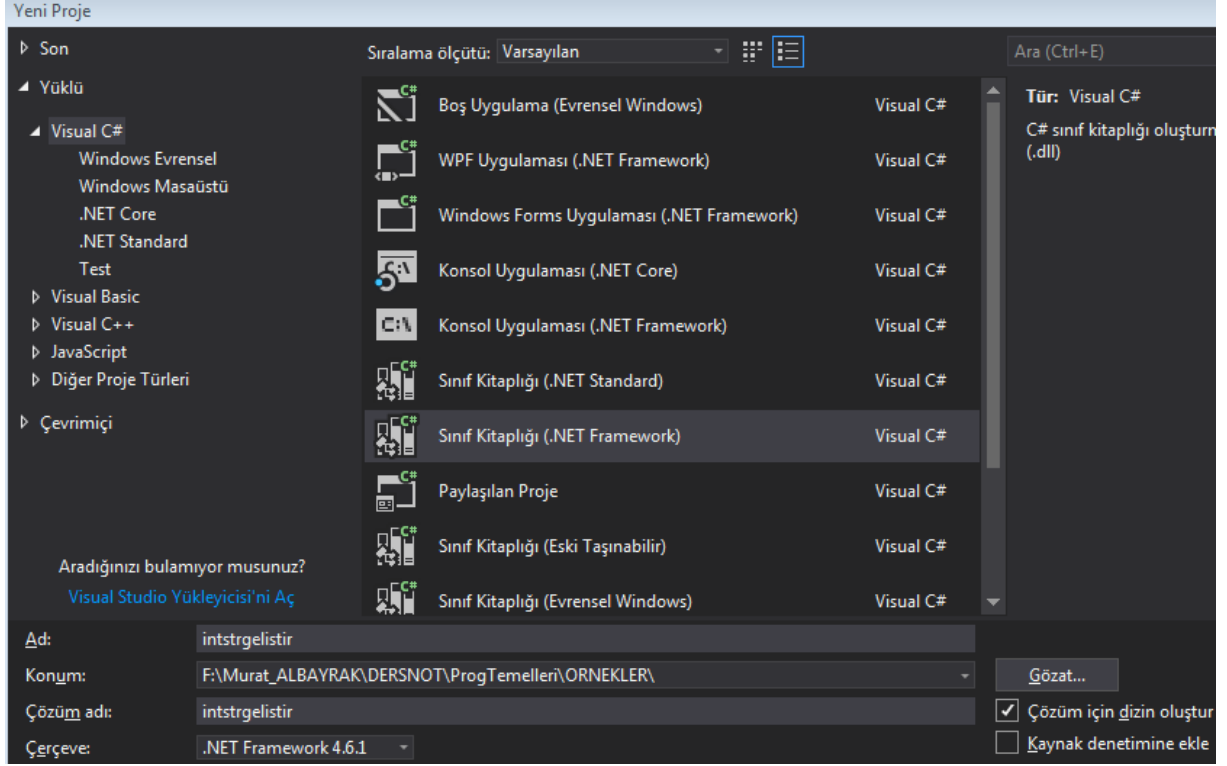 Yeni Proje
Son
Yüklü
Visual C#
Windows Evrensel
Windows Masaüstü
.NET Core
.NET Standard
Test
Visual Basic
Visual C++
JavaScript
Diğer Proje Türleri
Çevrimiçi
Aradığınızı bulamıyor musunuz?
Visual Studio Yükleyicisi'ni Aç
Sıralama ölçütü: Varsayılan
Boş Uygulama (Evrensel Windows) Visual C#
WPF Uygulaması (.NET Framework) Visual C#
Windows Forms Uygulaması (.NET Framework) Visual C#
Konsol Uygulaması (.NET Core) Visual C#
Konsol Uygulaması (.NET Framework) Visual C#
Sınıf Kitaplığı (.NET Standard) Visual C#
Sınıf Kitaplığı (.NET Framework) Visual C#
Paylaşılan Proje Visual C#
Sınıf Kitaplığı (Eski Taşınabilir) Visual C#
Sınıf Kitaplığı (Evrensel Windows) Visual C#
Ara (Ctrl+E)
Tür: Visual C#
C# sınıf kitaplığı
(.dll)
Ad: intstrgelistir
Konum: F:\Murat_ALBAYRAK\DERSNOT\ProgTemelleri\ORNEKLER\
Gözat...
Çözüm adı: intstrgelistir
Çözüm için dizin oluştur
Çerçeve: .NET Framework 4.6.1
Kaynak denetimine ekle